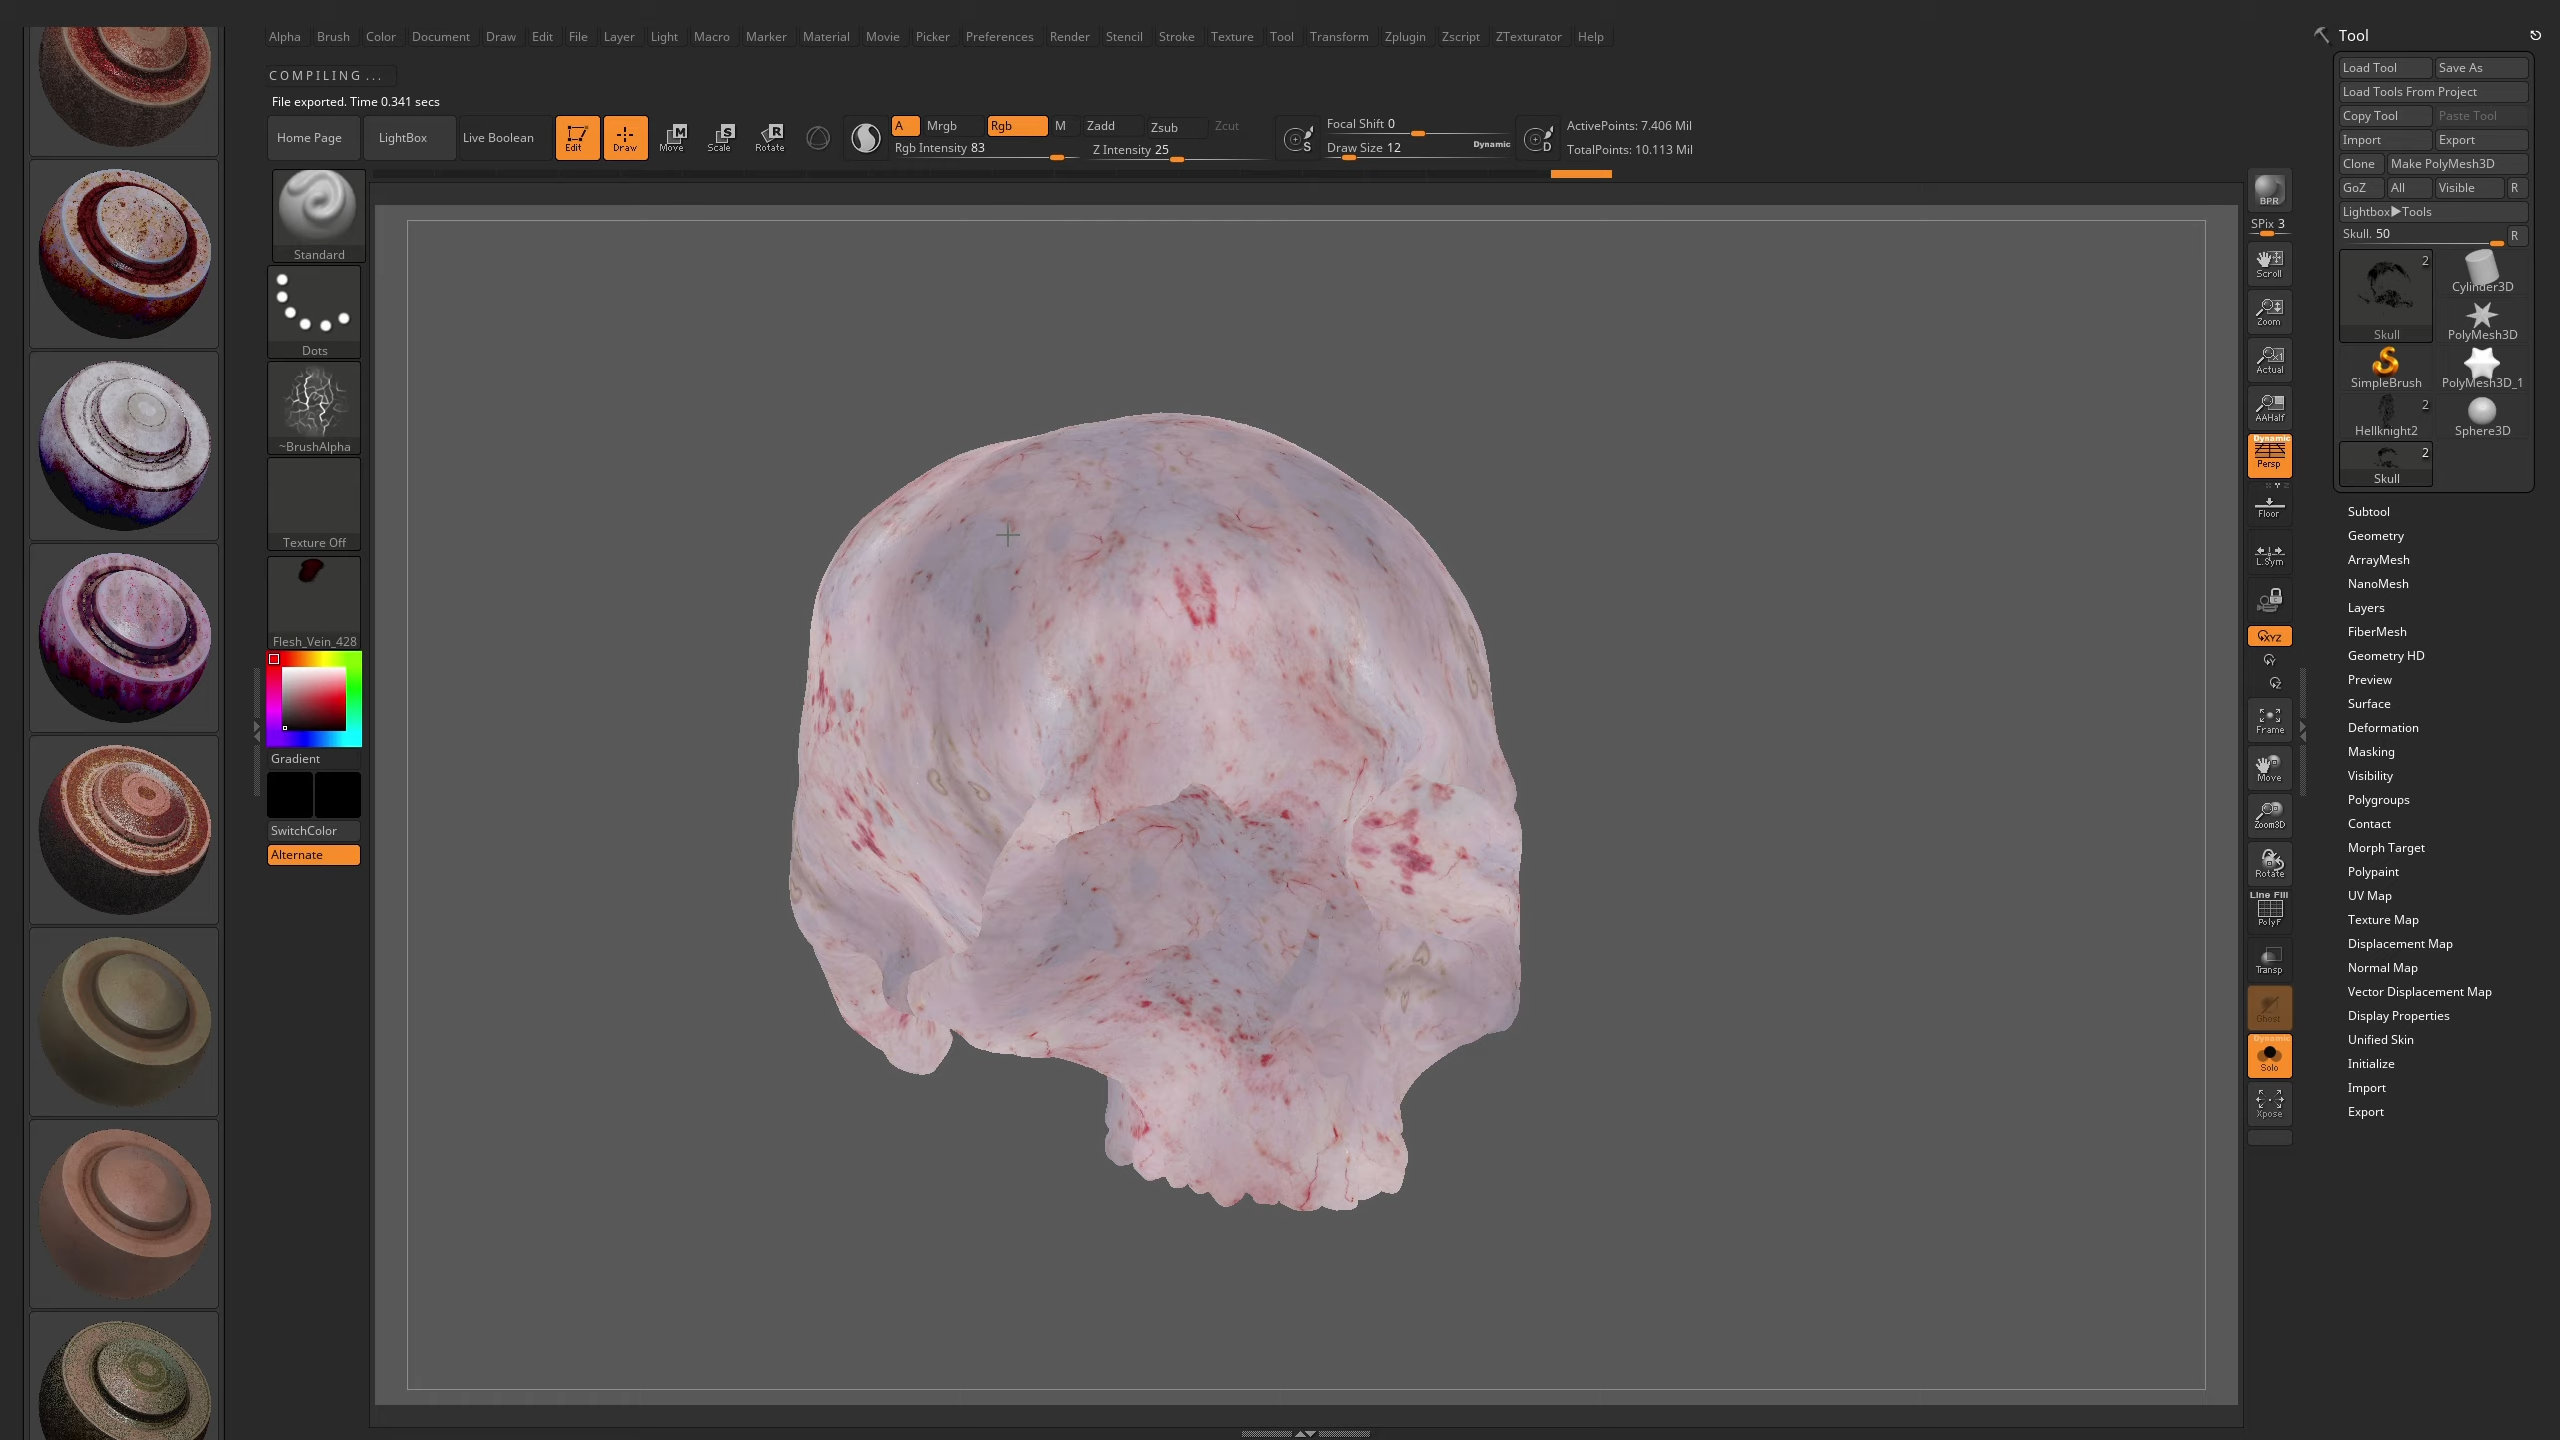 Alpha Brush Color Document Draw Edit File Layer Light Macro Marker Material Movie Picker Preferences Render Stencil Stroke Texture Tool Transform Zplugin Zscript ZTexturator Help
COMPILING ...
File exported. Time 0.341 secs
Home Page LightBox Live Boolean Edit Draw Move Scale Rotate
M S R
A Mrgb Rgb M Zadd Zsub Zcut
Rgb Intensity 83 Z Intensity 25
Focal Shift 0
Draw Size 12 Dynamic
S D
ActivePoints: 7.406 Mil
TotalPoints: 10.113 Mil
Standard
Dots
~BrushAlpha
Texture Off
Flesh_Vein_428
Gradient
SwitchColor
Alternate
BPR
SPix 3
Scroll
Zoom
Actual
AAHalf
Dynamic
Persp
Floor
L.Sym
XYZ
Y
Z
Frame
Move
Zoom3D
Rotate
Line Fill
PolyF
Transp
Ghost
Dynamic
Solo
Xpose
Tool
Load Tool Save As
Load Tools From Project
Copy Tool Paste Tool
Import Export
Clone Make PolyMesh3D
GoZ All Visible R
Lightbox▶Tools
Skull. 50 R
2
Cylinder3D
Skull PolyMesh3D
SimpleBrush PolyMesh3D_1
2
Hellknight2 Sphere3D
2
Skull
Subtool
Geometry
ArrayMesh
NanoMesh
Layers
FiberMesh
Geometry HD
Preview
Surface
Deformation
Masking
Visibility
Polygroups
Contact
Morph Target
Polypaint
UV Map
Texture Map
Displacement Map
Normal Map
Vector Displacement Map
Display Properties
Unified Skin
Initialize
Import
Export